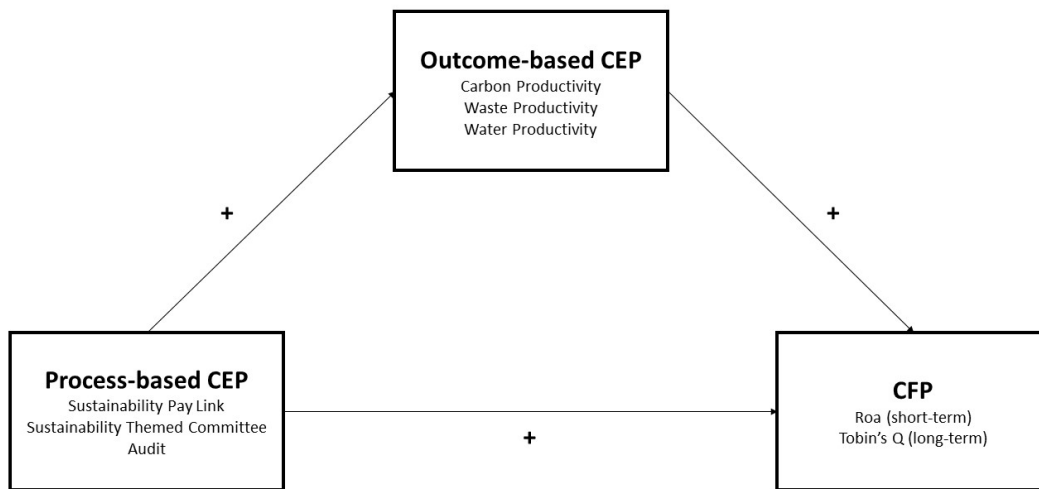 Outcome-based CEP
Carbon Productivity
Waste Productivity
Water Productivity
+
+
Process-based CEP
Sustainability Pay Link
Sustainability Themed Committee
Audit
+
CFP
Roa (short-term)
Tobin's Q (long-term)